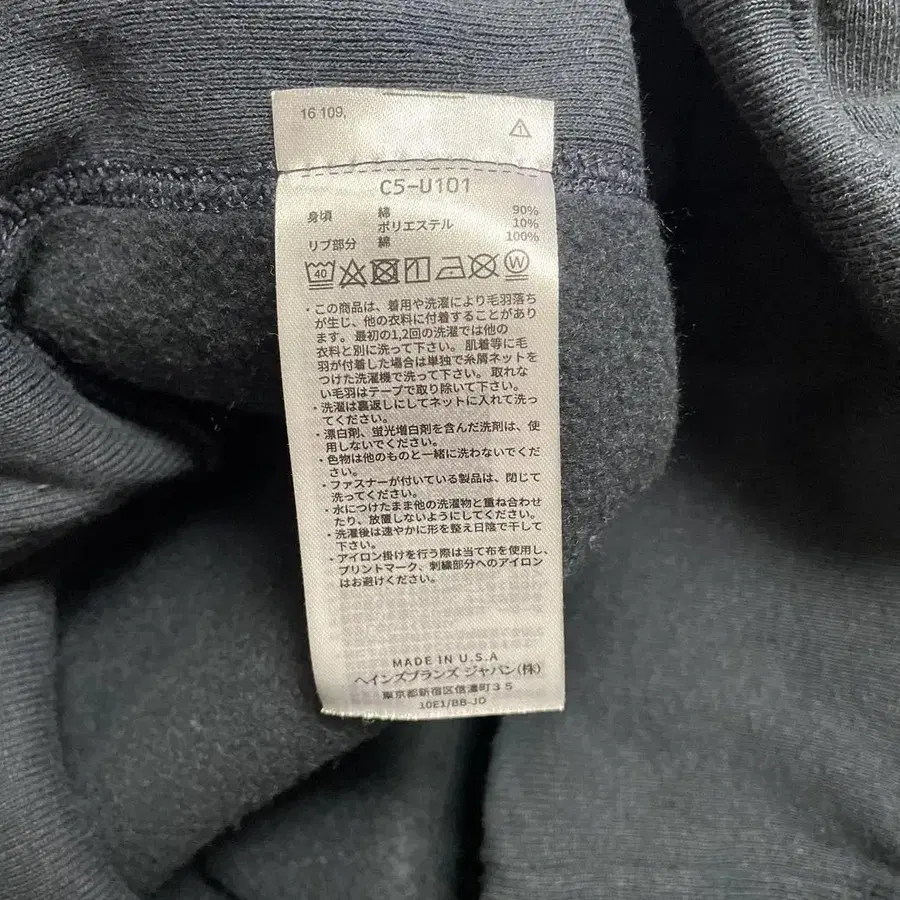 16 109,
C5-U101
身頃 綿 90%
ポリエステル 10%
リブ部分 綿 100%
40 W
・この商品は、着用や洗濯により毛羽落ち
が生じ、他の衣料に付着することがあり
ます。最初の1,2回の洗濯では他の
衣料と別に洗って下さい。肌着等に毛
羽が付着した場合は単独で糸屑ネットを
つけた洗濯機で洗って下さい。取れな
い毛羽はテープで取り除いて下さい。
・洗濯は裏返しにしてネットに入れて洗っ
てください。
・漂白剤、蛍光増白剤を含んだ洗剤は、使
用しないでください。
・色物は他のものと一緒に洗わないでくだ
さい。
・ファスナーが付いている製品は、閉じて
洗ってください。
・水につけたまま他の洗濯物と重ね合わせ
たり、放置しないようにしてください。
・洗濯後は速やかに形を整え日陰で干して
下さい。
・アイロン掛けを行う際は当て布を使用し、
プリントマーク、刺繍部分へのアイロン
はお避けください。
MADE IN U.S.A
ヘインズブランズ ジャパン(株)
東京都新宿区信濃町35
10E1/BB-JO